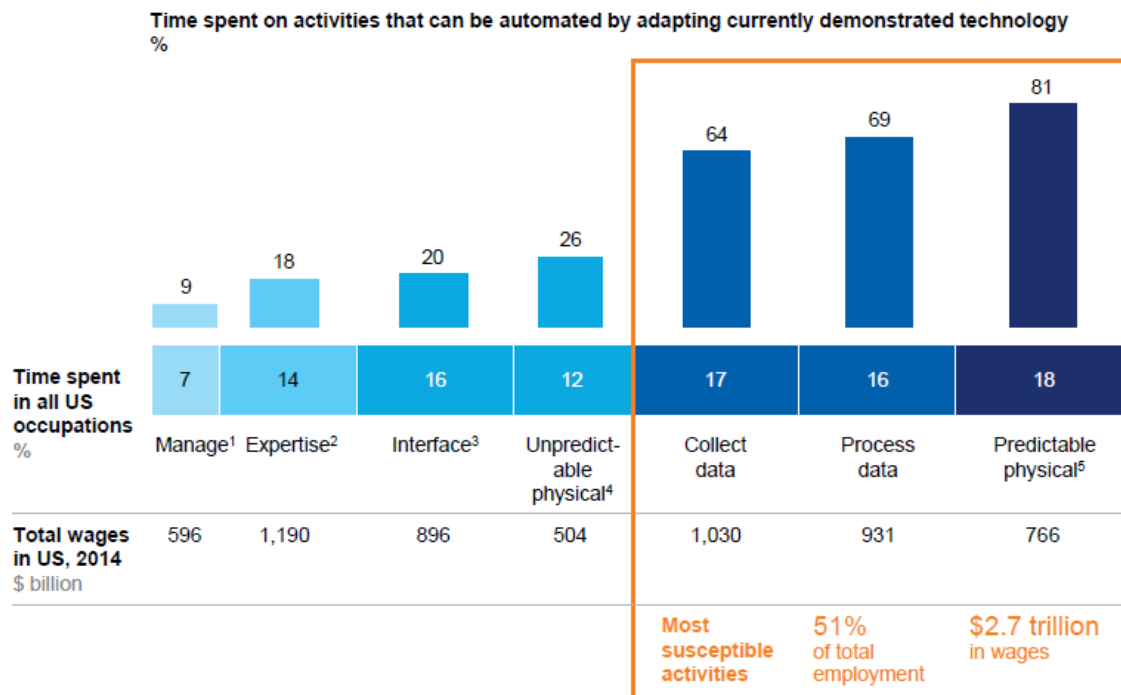 Time spent on activities that can be automated by adapting currently demonstrated technology
%
9
18
20
26
64
69
81
Time spent
in all US
occupations
%
7
14
16
12
17
16
18
Manage¹
Expertise²
Interface³
Unpredict-
able
physical⁴
Collect
data
Process
data
Predictable
physical⁵
Total wages
in US, 2014
$ billion
596
1,190
896
504
1,030
931
766
Most
susceptible
activities
51%
of total
employment
$2.7 trillion
in wages